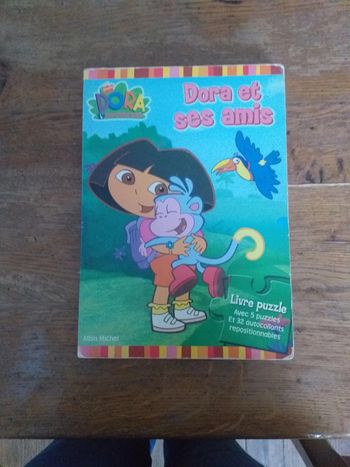 DORA
Dora et
ses amis
Livre puzzle
Avec 5 puzzles
Et 32 autocollants
repositionnables
Albin Michel